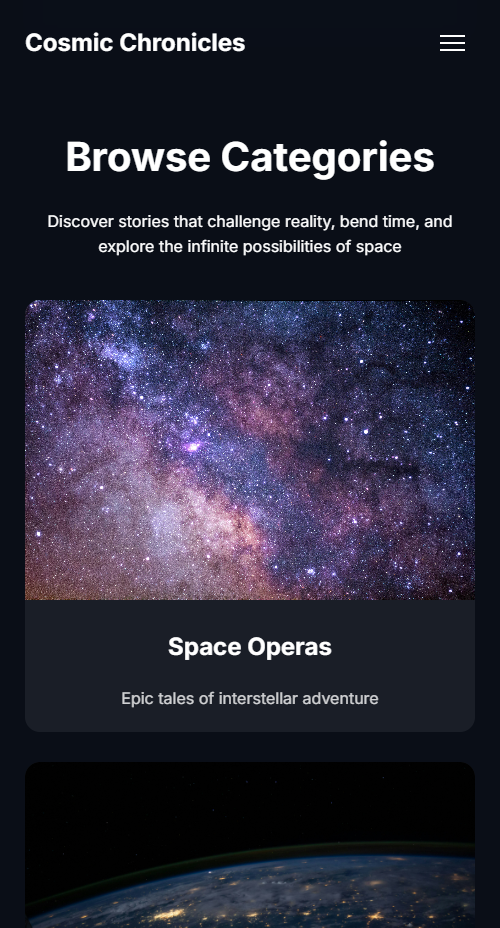 Cosmic Chronicles
Browse Categories
Discover stories that challenge reality, bend time, and
explore the infinite possibilities of space
Space Operas
Epic tales of interstellar adventure